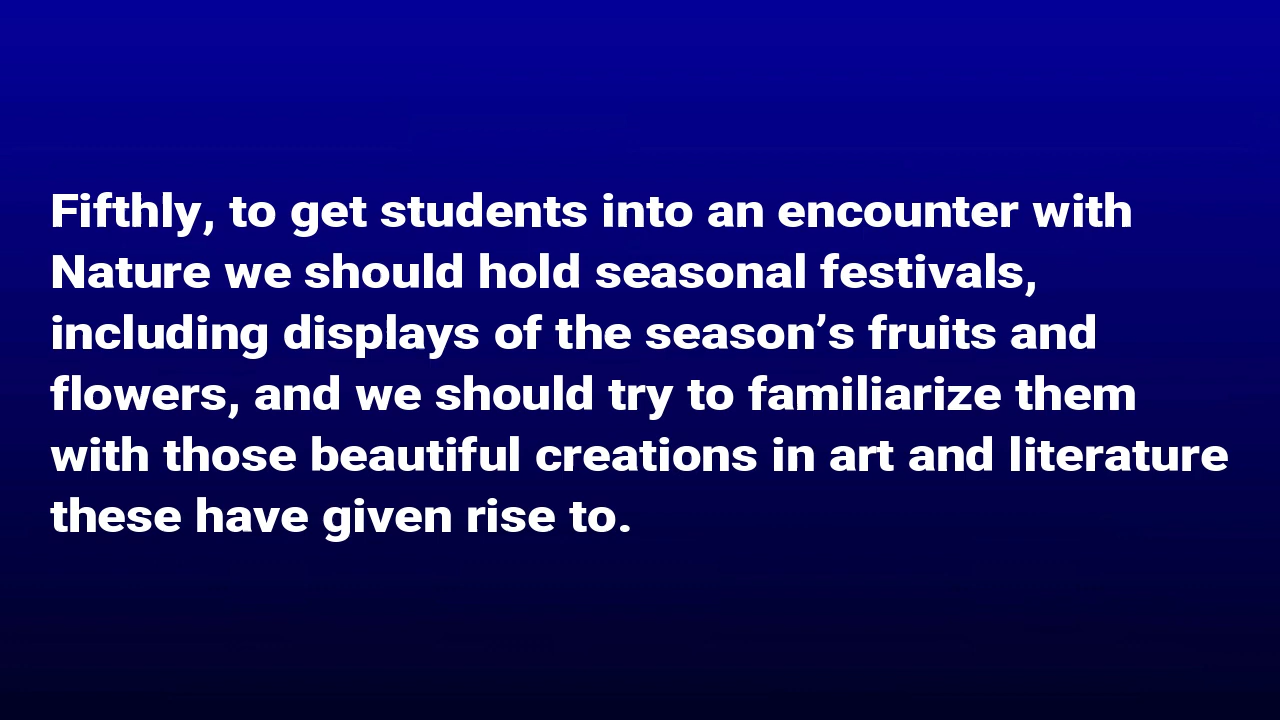 Fifthly, to get students into an encounter with
Nature we should hold seasonal festivals,
including displays of the season’s fruits and
flowers, and we should try to familiarize them
with those beautiful creations in art and literature
these have given rise to.